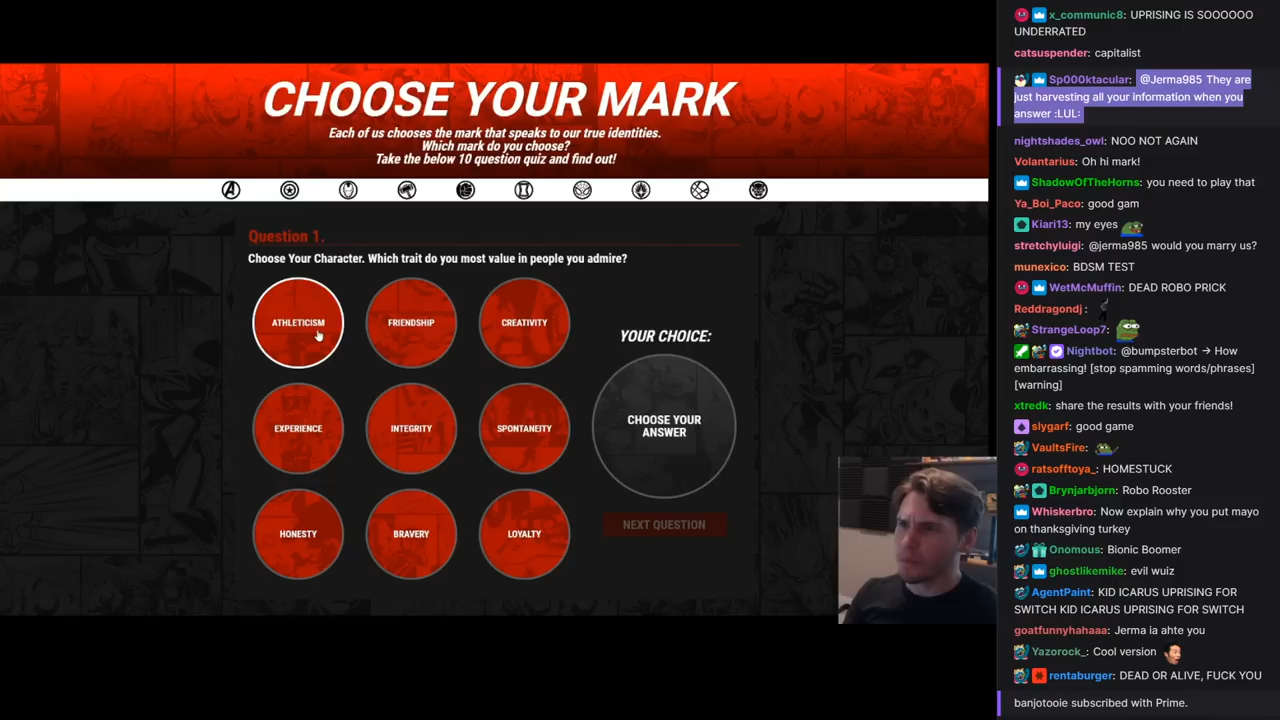 CHOOSE YOUR MARK
Each of us chooses the mark that speaks to our true identities.
Which mark do you choose?
Take the below 10 question quiz and find out!
Question 1.
Choose Your Character. Which trait do you most value in people you admire?
ATHLETICISM
FRIENDSHIP
CREATIVITY
EXPERIENCE
INTEGRITY
SPONTANEITY
HONESTY
BRAVERY
LOYALTY
YOUR CHOICE:
CHOOSE YOUR
ANSWER
NEXT QUESTION
x_communic8: UPRISING IS SOOOOOO
UNDERRATED
catsuspender: capitalist
Sp000ktacular: @Jerma985 They are
just harvesting all your information when you
answer :LUL:
nightshades_owl: NOO NOT AGAIN
Volantarius: Oh hi mark!
ShadowOfTheHorns: you need to play that
Ya_Boi_Paco: good gam
Kiari13: my eyes
stretchyluigi: @jerma985 would you marry us?
munexico: BDSM TEST
WetMcMuffin: DEAD ROBO PRICK
Reddragondj :
StrangeLoop7:
Nightbot: @bumpsterbot -> How
embarrassing! [stop spamming words/phrases]
[warning]
xtredk: share the results with your friends!
slygarf: good game
VaultsFire:
ratsofftoya_: HOMESTUCK
Brynjarbjorn: Robo Rooster
Whiskerbro: Now explain why you put mayo
on thanksgiving turkey
Onomous: Bionic Boomer
ghostlikemike: evil wuiz
AgentPaint: KID ICARUS UPRISING FOR
SWITCH KID ICARUS UPRISING FOR SWITCH
goatfunnyhahaaa: Jerma ia ahte you
Yazorock_: Cool version
rentaburger: DEAD OR ALIVE, FUCK YOU
banjotooie subscribed with Prime.